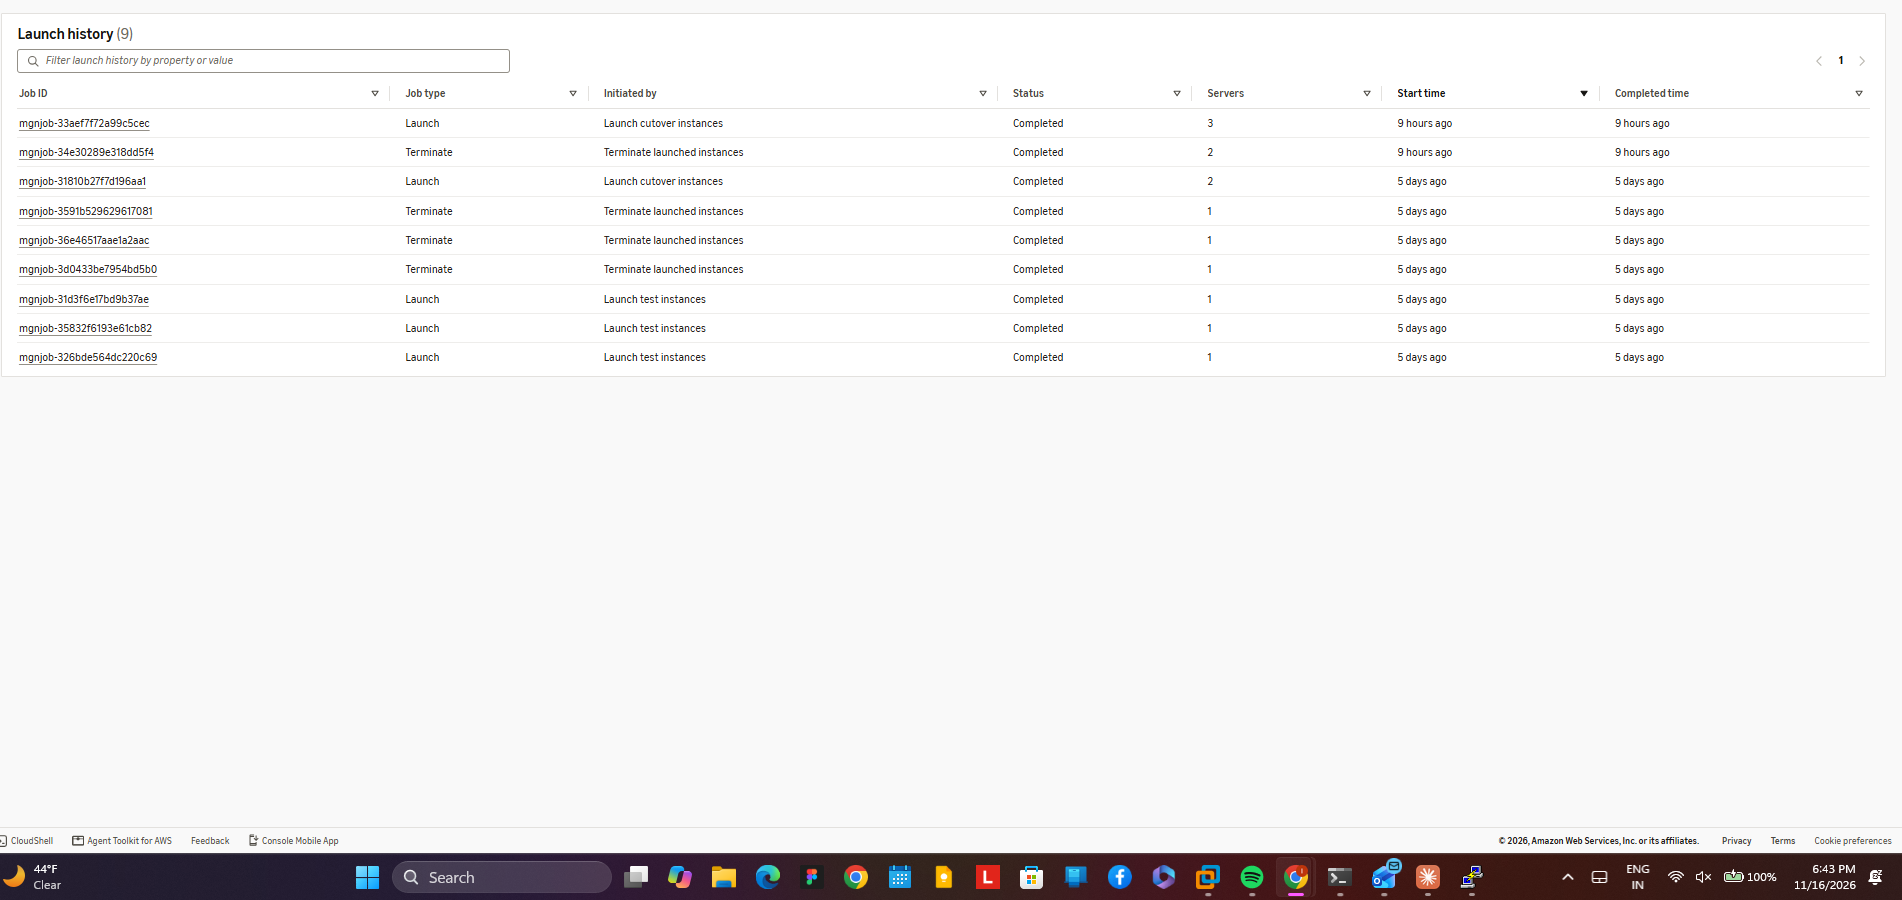 Launch history (9)
Filter launch history by property or value
1
Job ID Job type Initiated by Status Servers Start time Completed time
mgnjob-33aef7f72a99c5cec Launch Launch cutover instances Completed 3 9 hours ago 9 hours ago
mgnjob-34e30289e318dd5f4 Terminate Terminate launched instances Completed 2 9 hours ago 9 hours ago
mgnjob-31810b27f7d196aa1 Launch Launch cutover instances Completed 2 5 days ago 5 days ago
mgnjob-3591b529629617081 Terminate Terminate launched instances Completed 1 5 days ago 5 days ago
mgnjob-36e46517aae1a2aac Terminate Terminate launched instances Completed 1 5 days ago 5 days ago
mgnjob-3d0433be7954bd5b0 Terminate Terminate launched instances Completed 1 5 days ago 5 days ago
mgnjob-31d3f6e17bd9b37ae Launch Launch test instances Completed 1 5 days ago 5 days ago
mgnjob-35832f6193e61cb82 Launch Launch test instances Completed 1 5 days ago 5 days ago
mgnjob-326bde564dc220c69 Launch Launch test instances Completed 1 5 days ago 5 days ago
CloudShell Agent Toolkit for AWS Feedback Console Mobile App © 2026, Amazon Web Services, Inc. or its affiliates. Privacy Terms Cookie preferences
44°F
Clear
Search
L
ENG
IN
100%
6:43 PM
11/16/2026